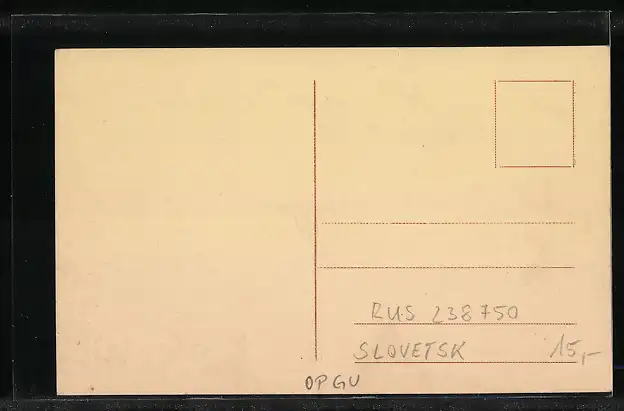 RUS 238750
SLOVETSK 15,-
OPGU